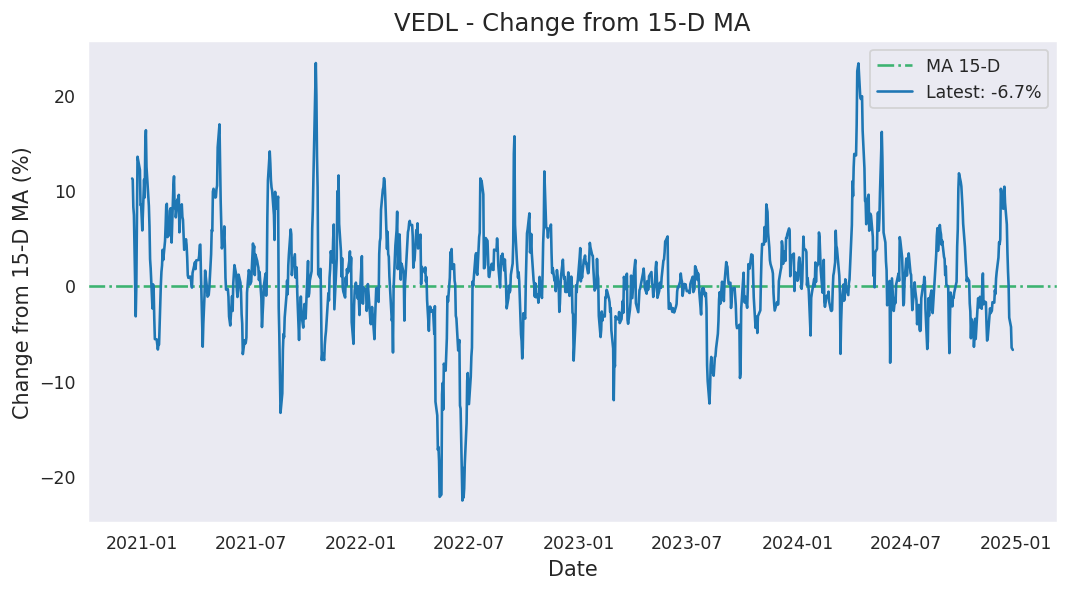 VEDL - Change from 15-D MA
MA 15-D
Latest: -6.7%
Change from 15-D MA (%)
20
10
0
−10
−20
2021-01 2021-07 2022-01 2022-07 2023-01 2023-07 2024-01 2024-07 2025-01
Date